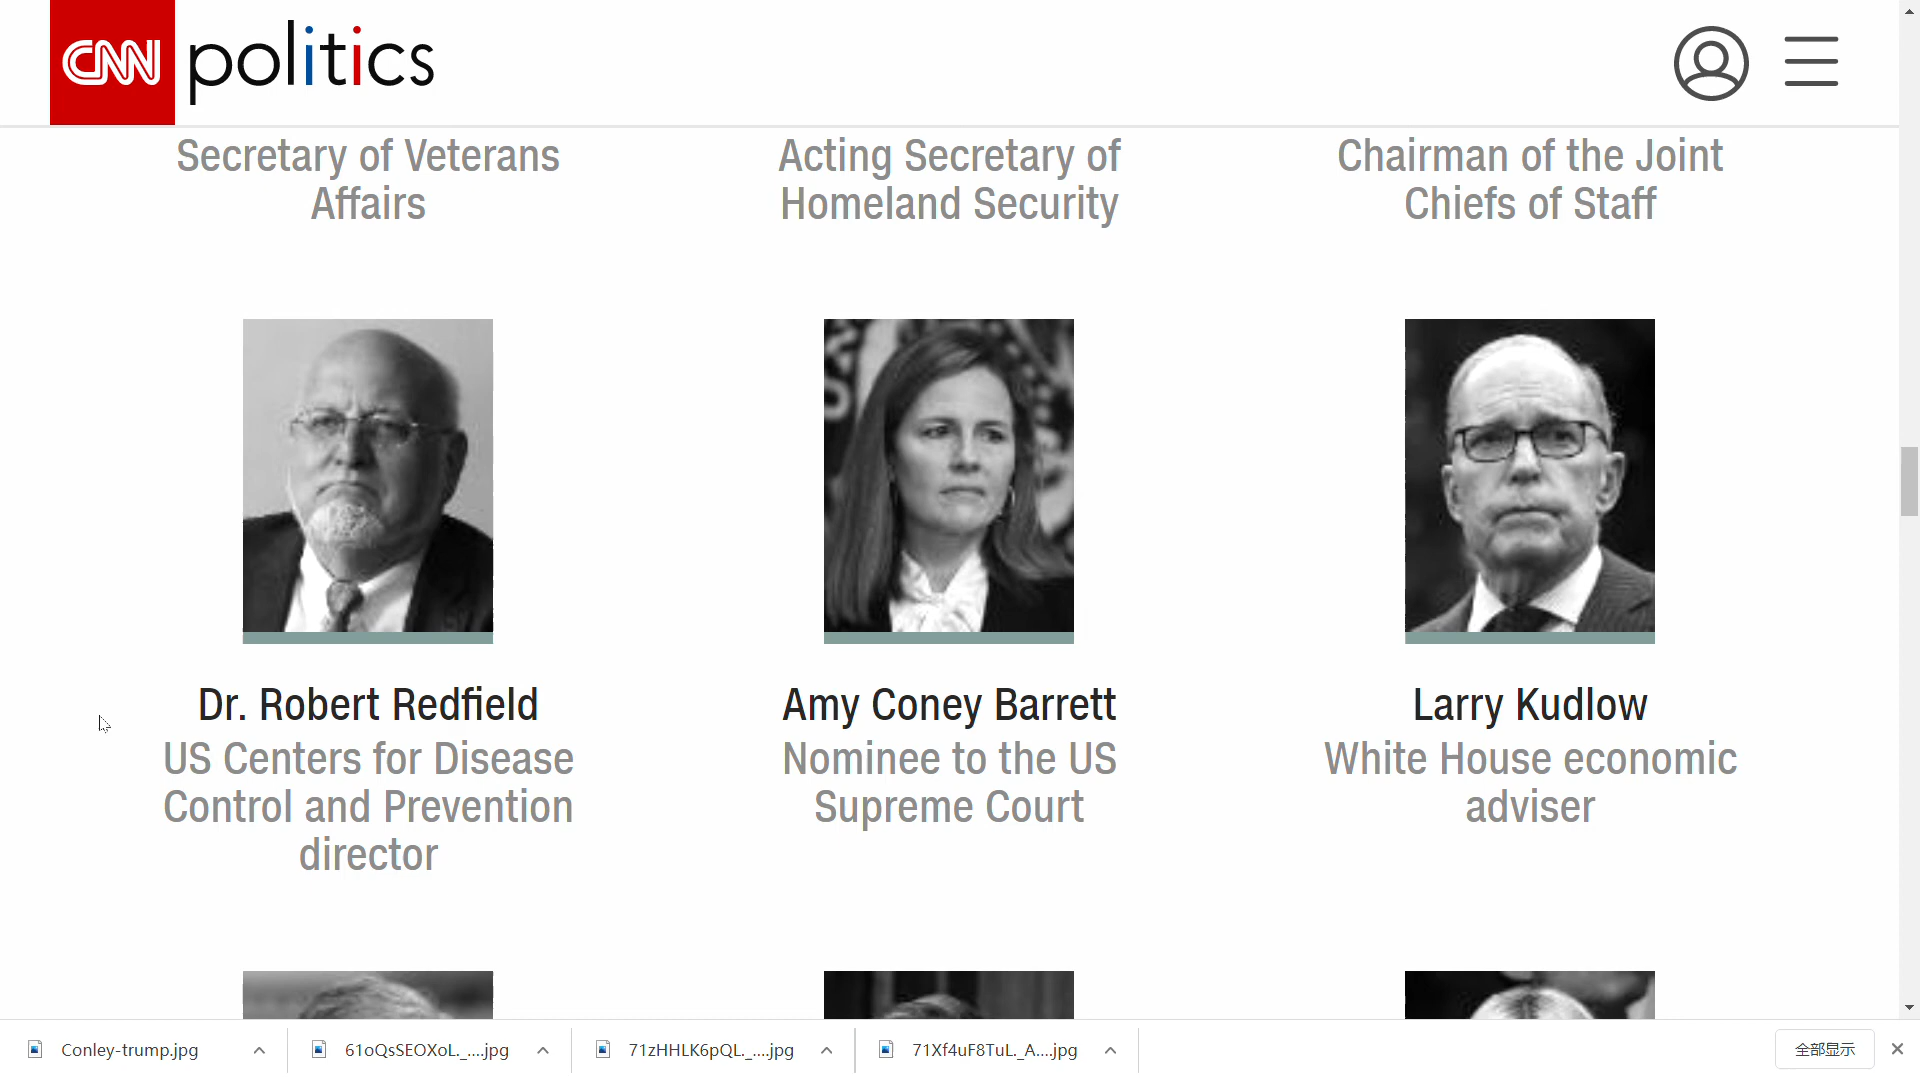 CNN politics
Secretary of Veterans
Affairs
Acting Secretary of
Homeland Security
Chairman of the Joint
Chiefs of Staff
Dr. Robert Redfield
US Centers for Disease
Control and Prevention
director
Amy Coney Barrett
Nominee to the US
Supreme Court
Larry Kudlow
White House economic
adviser
Conley-trump.jpg
61oQsSEOXoL._....jpg
71zHHLK6pQL._....jpg
71Xf4uF8TuL._A....jpg
全部显示